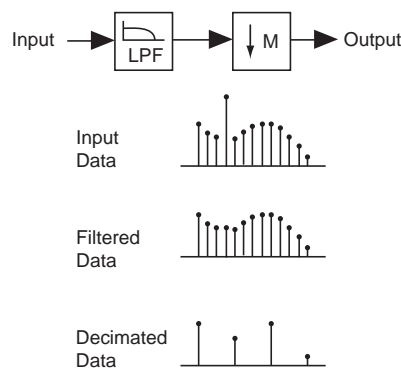 Input
LPF
M
Output
Input
Data
Filtered
Data
Decimated
Data